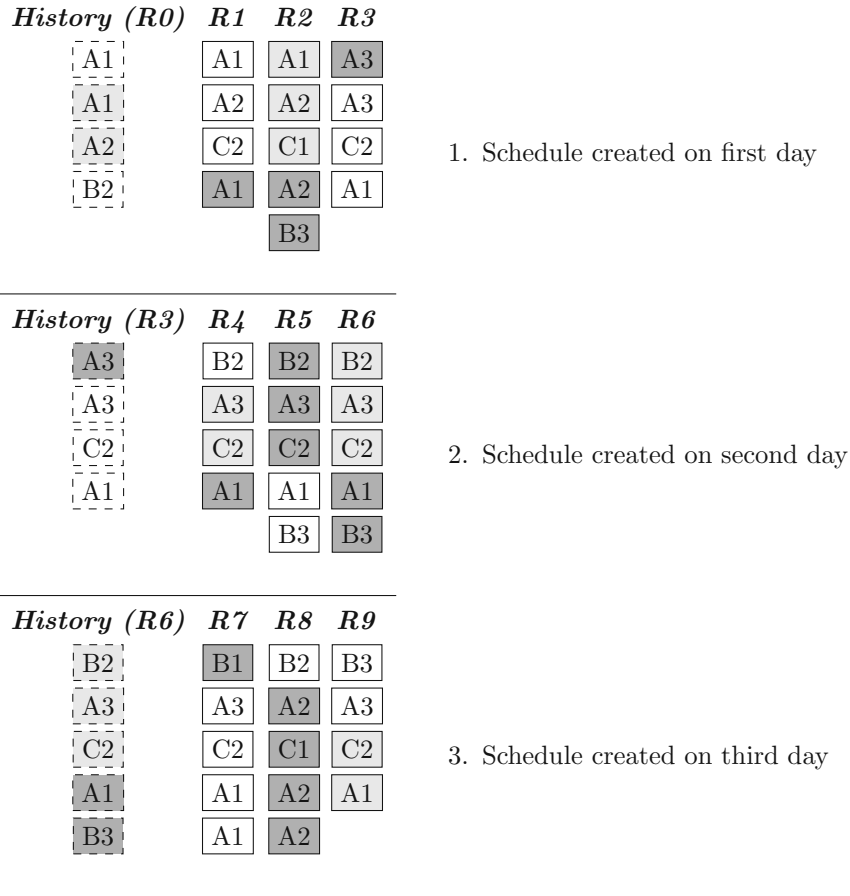 History (R0) R1 R2 R3
A1 A1 A1 A3
A1 A2 A2 A3
A2 C2 C1 C2
1. Schedule created on first day
B2 A1 A2 A1
B3
History (R3) R4 R5 R6
A3 B2 B2 B2
A3 A3 A3 A3
C2 C2 C2 C2
2. Schedule created on second day
A1 A1 A1 A1
B3 B3
History (R6) R7 R8 R9
B2 B1 B2 B3
A3 A3 A2 A3
C2 C2 C1 C2
3. Schedule created on third day
A1 A1 A2 A1
B3 A1 A2